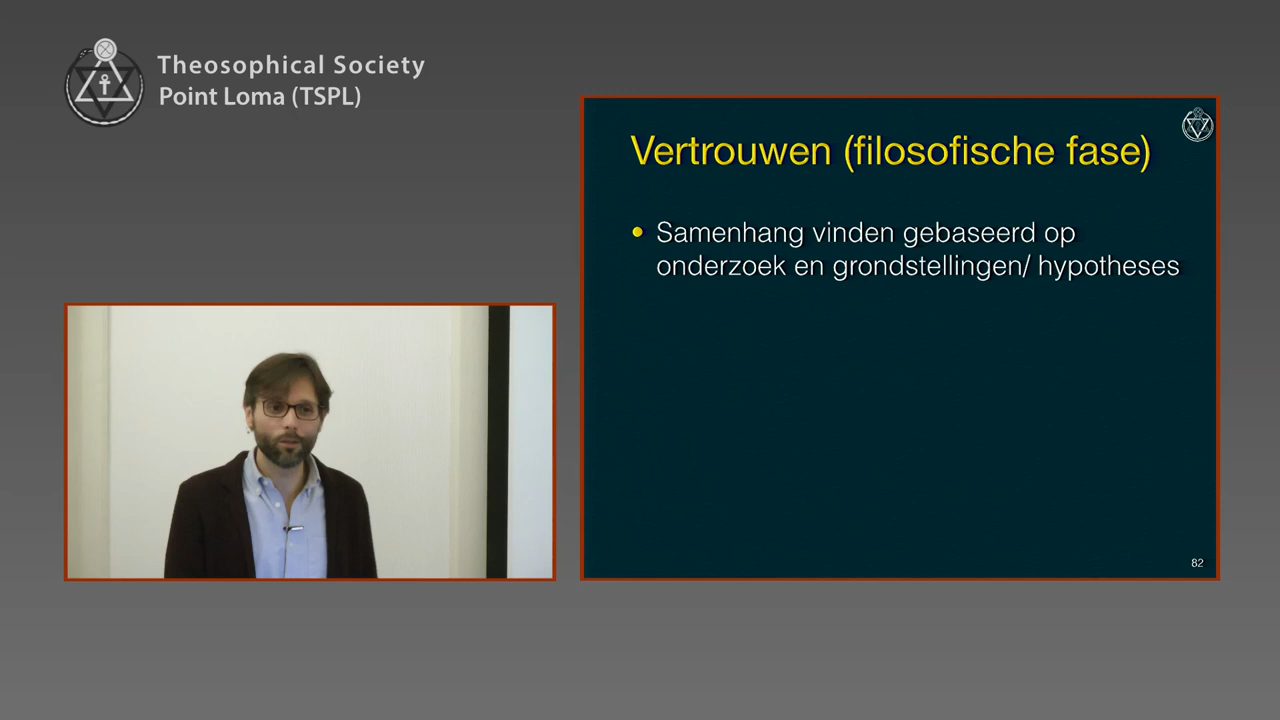 Theosophical Society
Point Loma (TSPL)
Vertrouwen (filosofische fase)
Samenhang vinden gebaseerd op
onderzoek en grondstellingen/ hypotheses
82